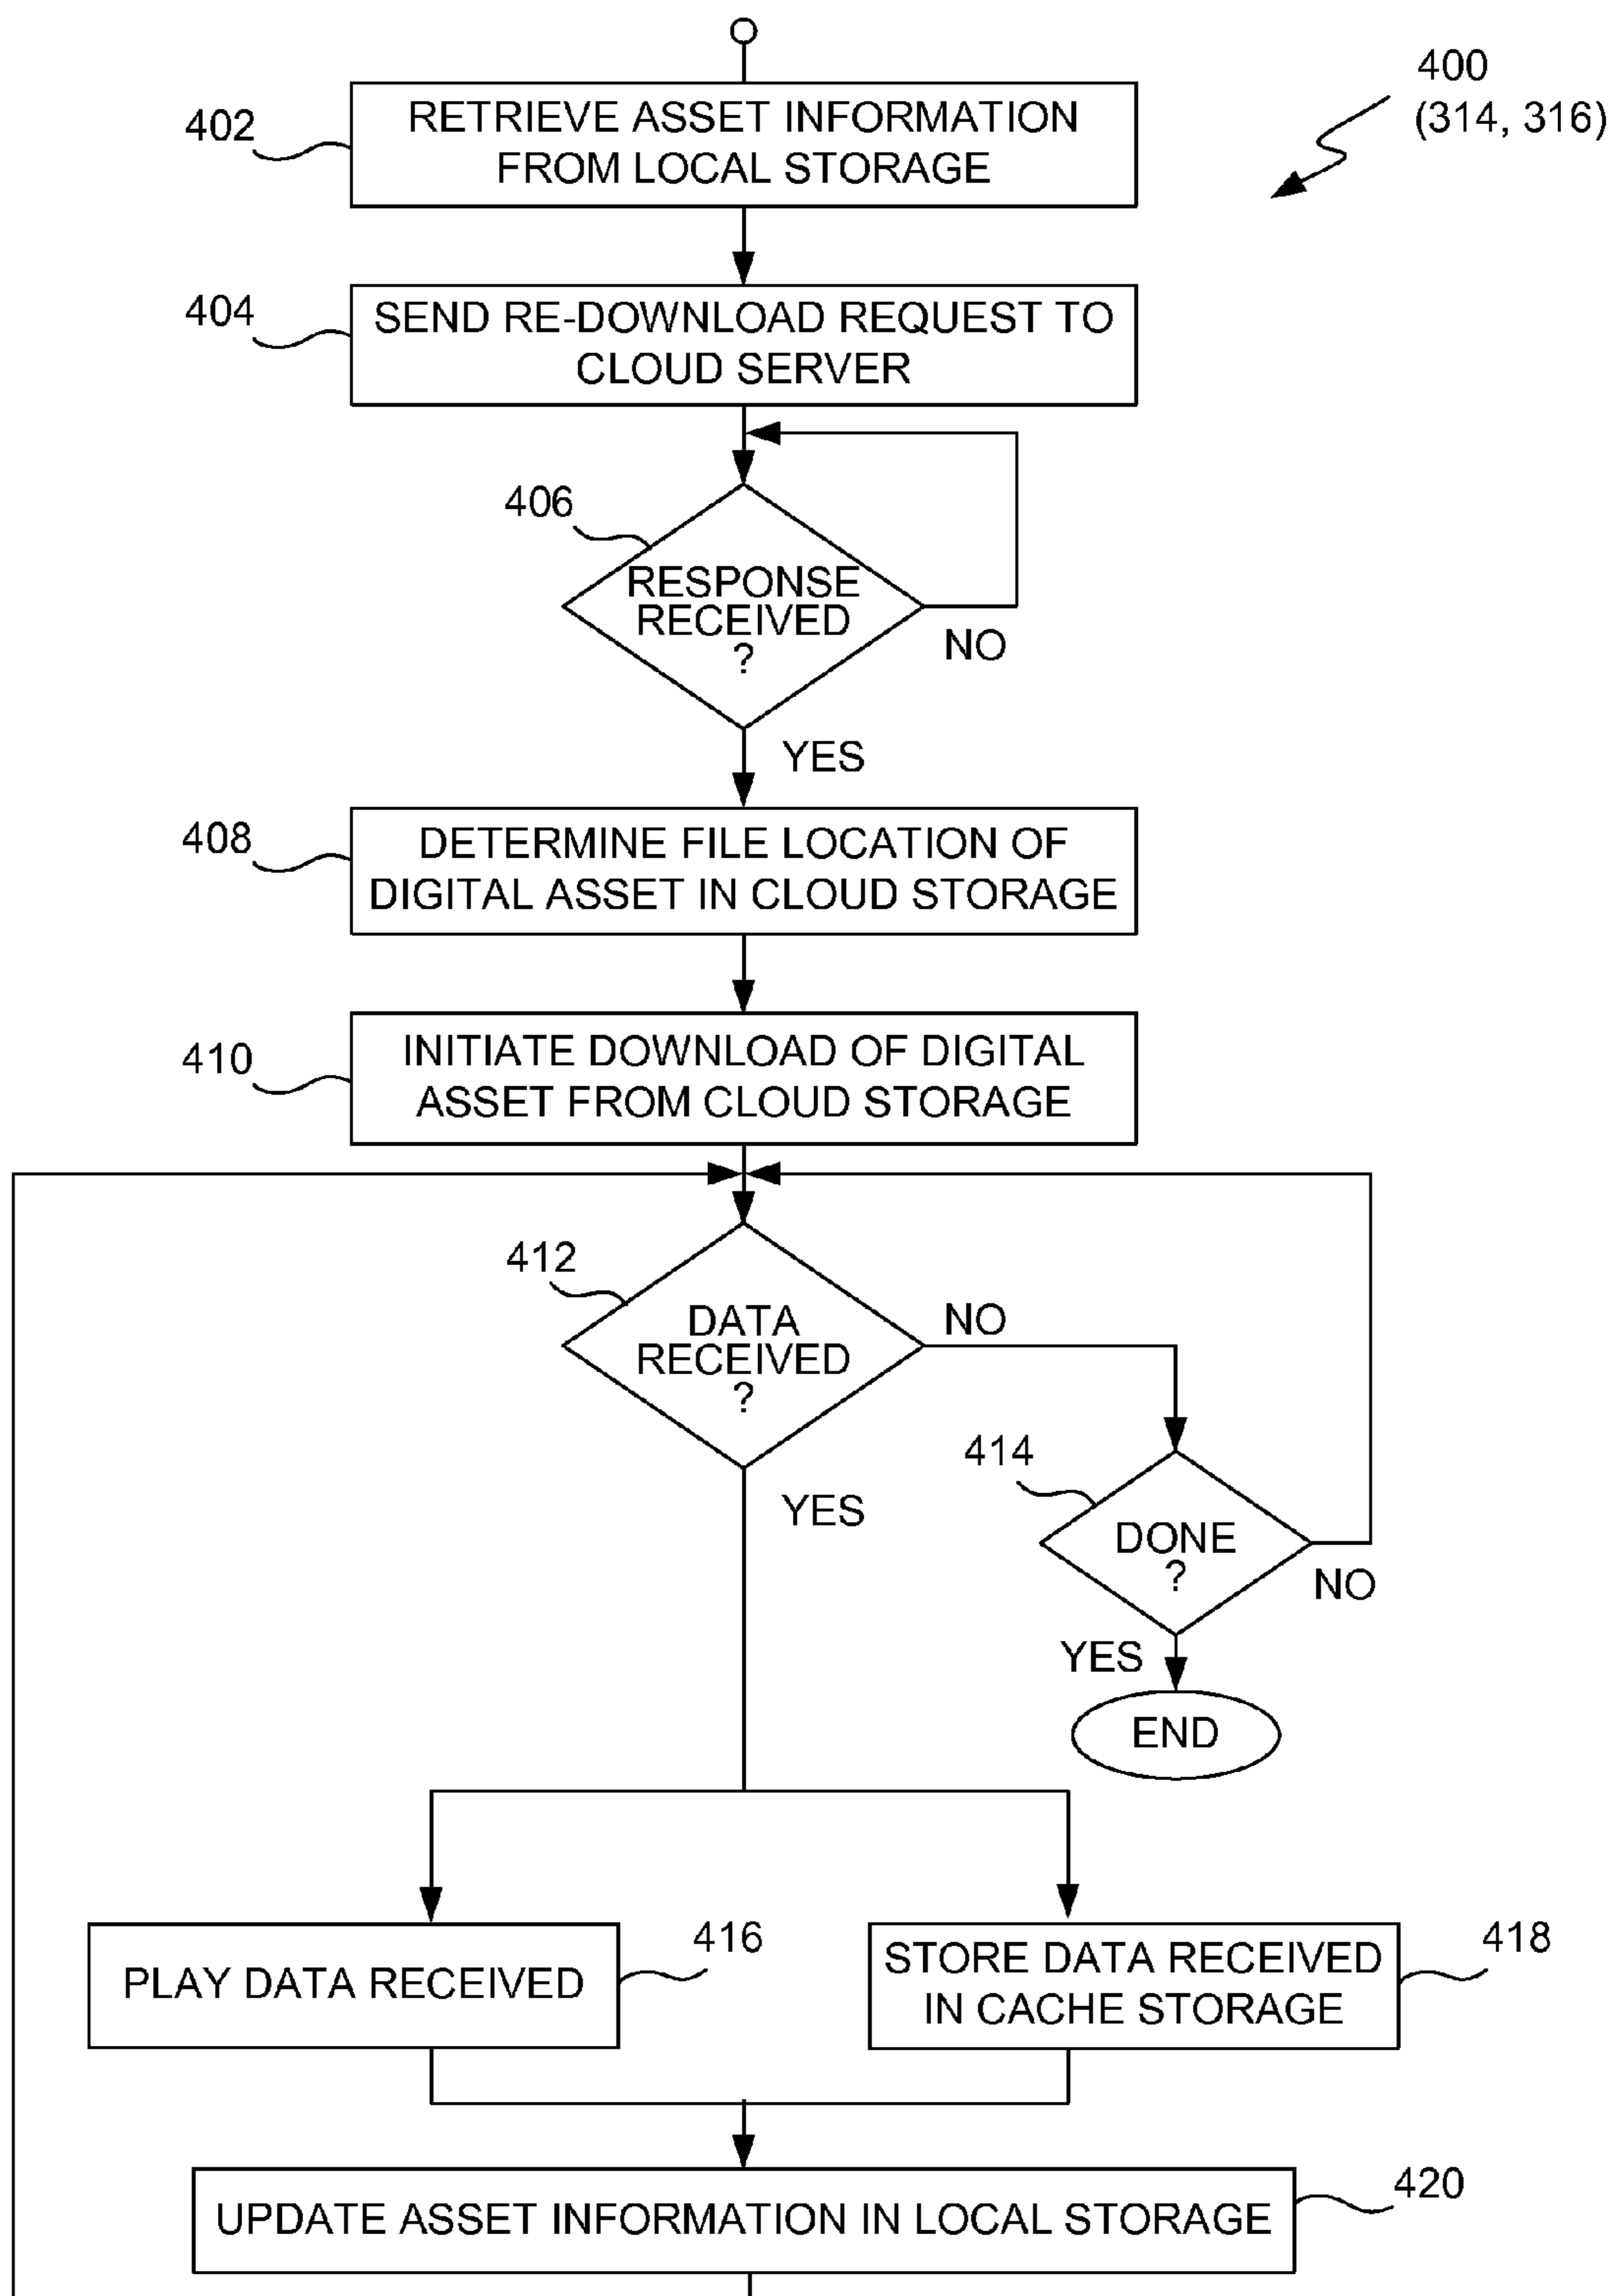 400
(314, 316)
402
RETRIEVE ASSET INFORMATION
FROM LOCAL STORAGE
404
SEND RE-DOWNLOAD REQUEST TO
CLOUD SERVER
406
RESPONSE
RECEIVED
?
NO
YES
408
DETERMINE FILE LOCATION OF
DIGITAL ASSET IN CLOUD STORAGE
410
INITIATE DOWNLOAD OF DIGITAL
ASSET FROM CLOUD STORAGE
412
DATA
RECEIVED
?
NO
YES
414
DONE
?
NO
YES
END
PLAY DATA RECEIVED
416
STORE DATA RECEIVED
IN CACHE STORAGE
418
UPDATE ASSET INFORMATION IN LOCAL STORAGE
420